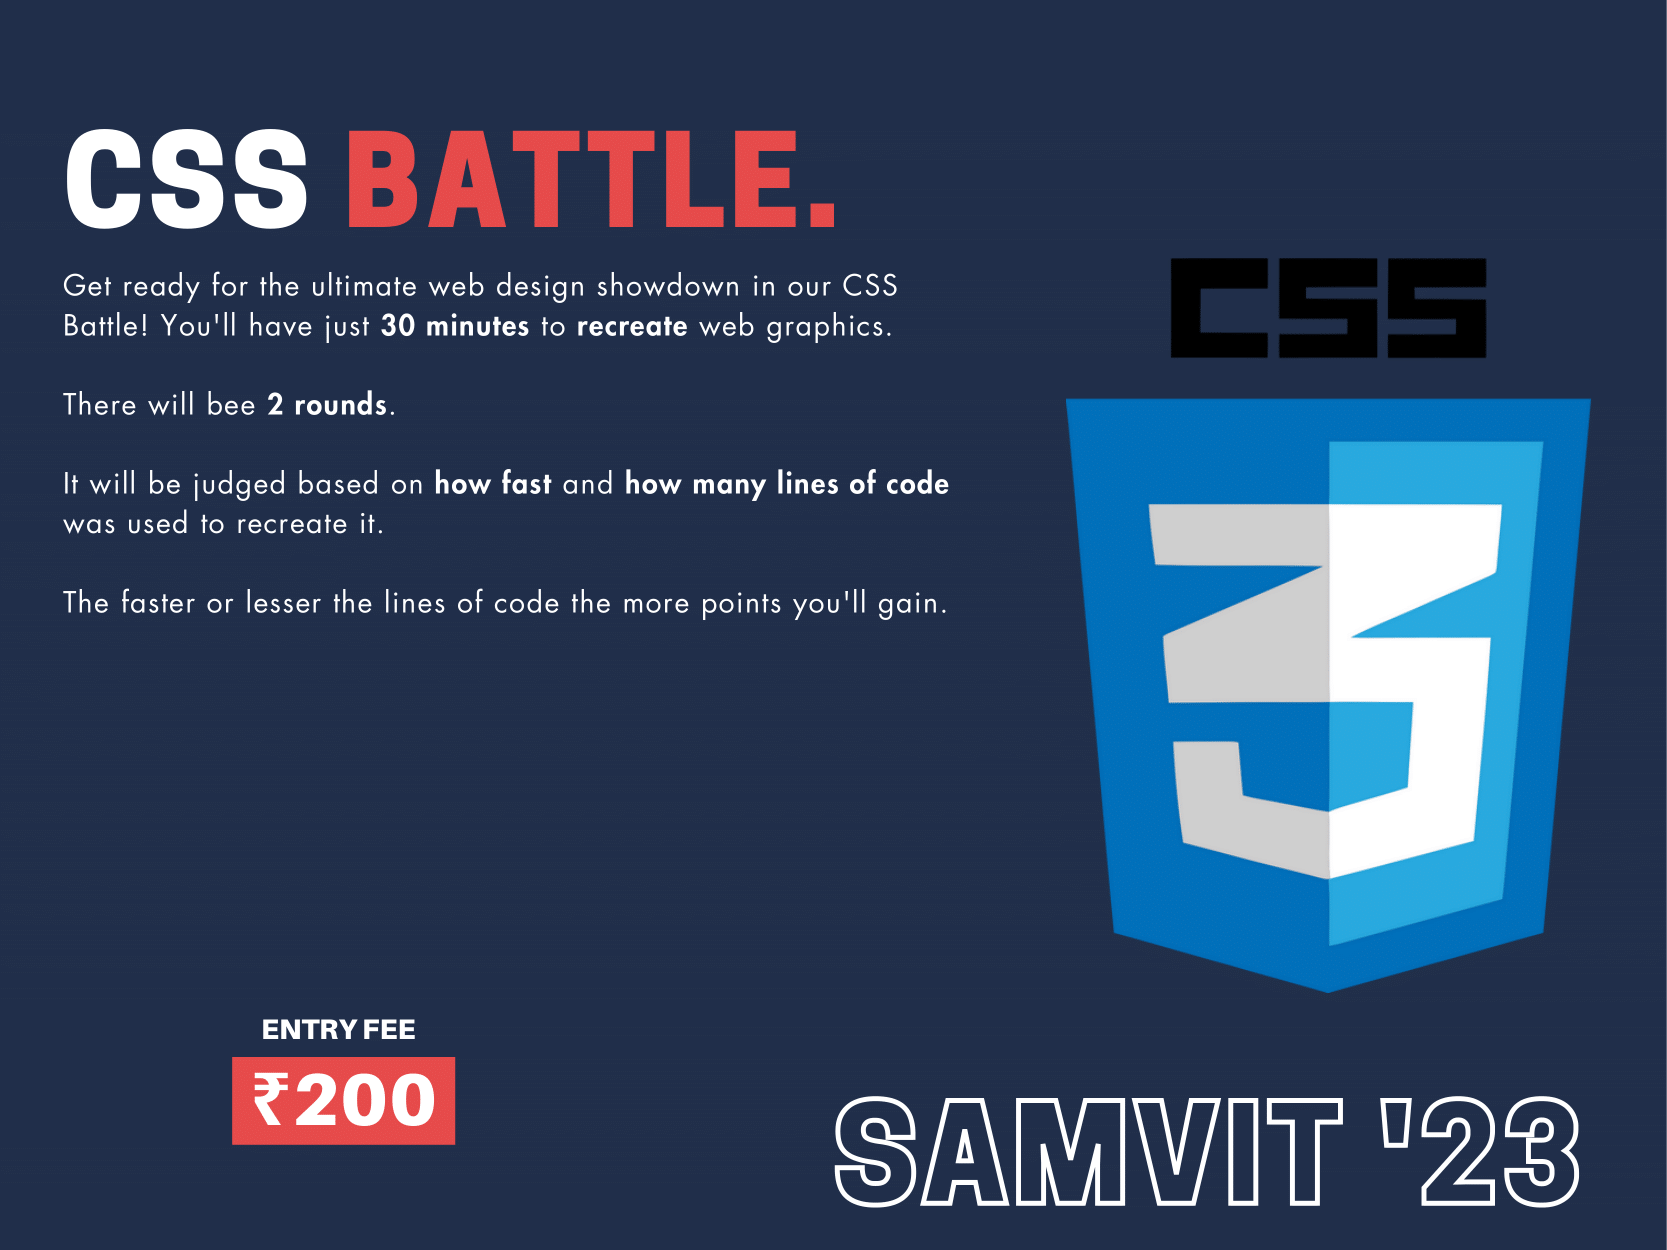 CSS BATTLE.
Get ready for the ultimate web design showdown in our CSS
Battle! You'll have just 30 minutes to recreate web graphics.
There will bee 2 rounds.
It will be judged based on how fast and how many lines of code
was used to recreate it.
The faster or lesser the lines of code the more points you'll gain.
CSS
3
ENTRY FEE
₹200
SAMVIT '23